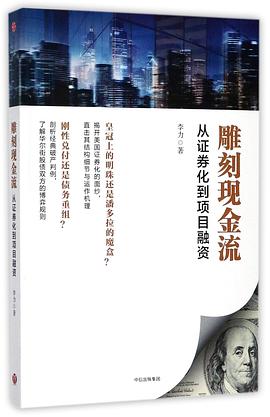 雕刻现金流
从证券化到项目融资
李力 著
皇冠上的明珠还是潘多拉的魔盒?
揭开美国证券化的面纱,
直击其结构细节与运作机理
刚性兑付还是债务重组?
剖析经典破产判例,
了解华尔街股债双方的博弈规则
中信出版集团
雕刻现金流
从证券化到项目融资
李力 著